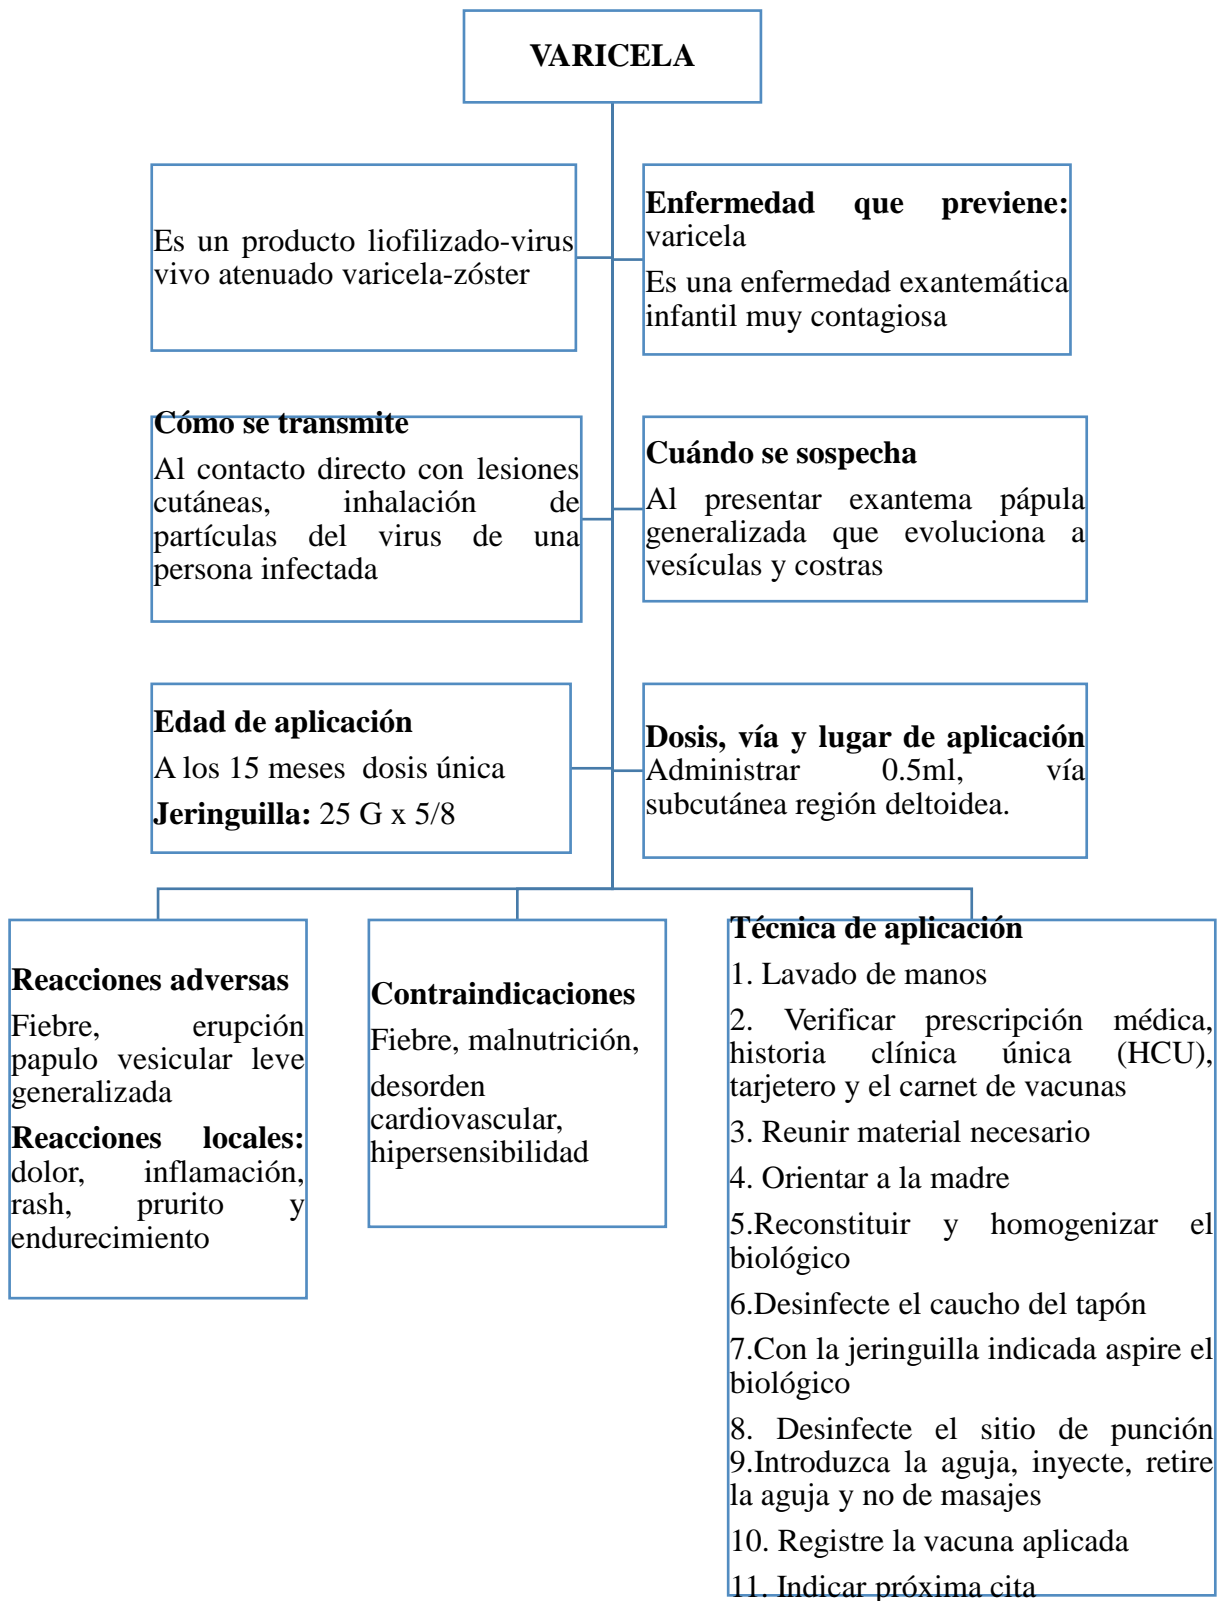 VARICELA
Es un producto liofilizado-virus
vivo atenuado varicela-zóster
Enfermedad que previene:
varicela
Es una enfermedad exantemática
infantil muy contagiosa
Cómo se transmite
Al contacto directo con lesiones
cutáneas, inhalación de
partículas del virus de una
persona infectada
Cuándo se sospecha
Al presentar exantema pápula
generalizada que evoluciona a
vesículas y costras
Edad de aplicación
A los 15 meses dosis única
Jeringuilla: 25 G x 5/8
Dosis, vía y lugar de aplicación
Administrar 0.5ml, vía
subcutánea región deltoidea.
Reacciones adversas
Fiebre, erupción
papulo vesicular leve
generalizada
Reacciones locales:
dolor, inflamación,
rash, prurito y
endurecimiento
Contraindicaciones
Fiebre, malnutrición,
desorden
cardiovascular,
hipersensibilidad
Técnica de aplicación
1. Lavado de manos
2. Verificar prescripción médica,
historia clínica única (HCU),
tarjetero y el carnet de vacunas
3. Reunir material necesario
4. Orientar a la madre
5.Reconstituir y homogenizar el
biológico
6.Desinfecte el caucho del tapón
7.Con la jeringuilla indicada aspire el
biológico
8. Desinfecte el sitio de punción
9.Introduzca la aguja, inyecte, retire
la aguja y no de masajes
10. Registre la vacuna aplicada
11. Indicar próxima cita